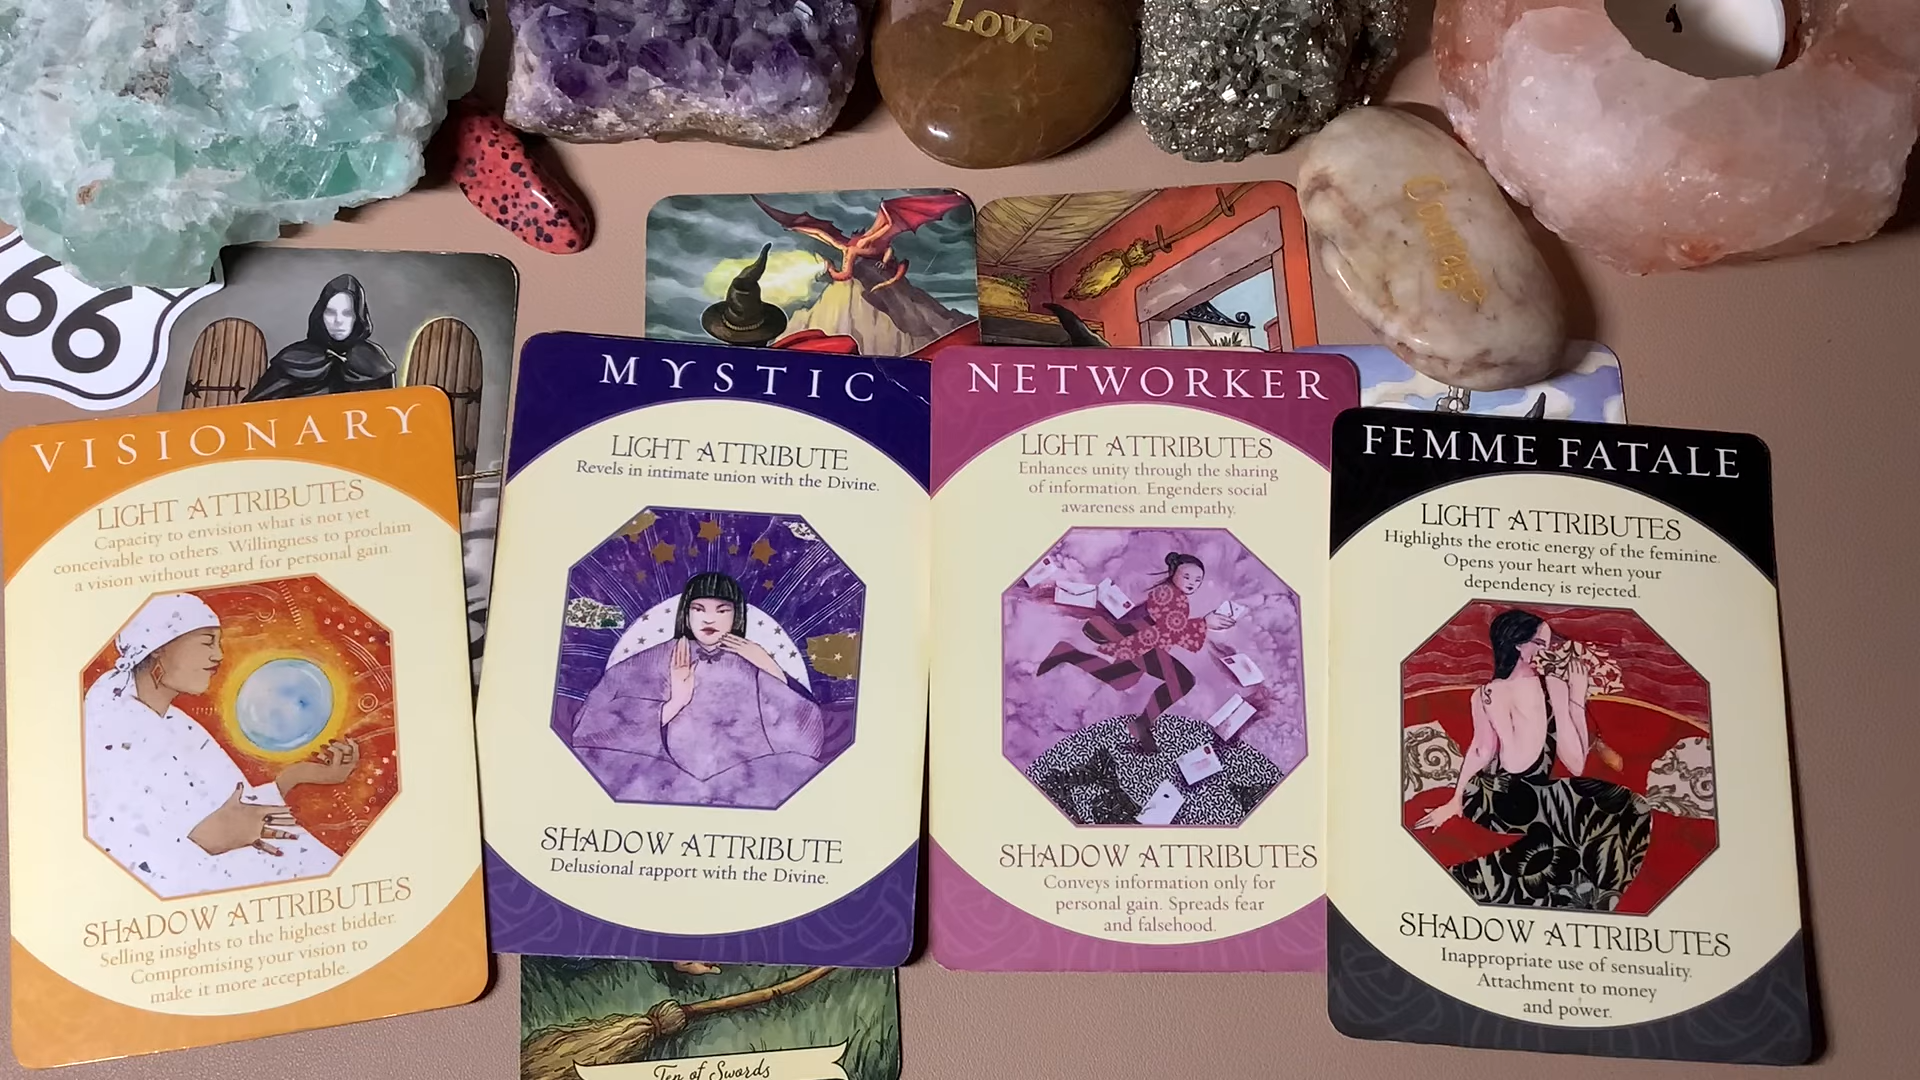 Love
Courage
66
VISIONARY
LIGHT ATTRIBUTES
Capacity to envision what is not yet
conceivable to others. Willingness to proclaim
a vision without regard for personal gain.
SHADOW ATTRIBUTES
Selling insights to the highest bidder.
Compromising your vision to
make it more acceptable.
MYSTIC
LIGHT ATTRIBUTE
Revels in intimate union with the Divine.
SHADOW ATTRIBUTE
Delusional rapport with the Divine.
Ten of Swords
NETWORKER
LIGHT ATTRIBUTES
Enhances unity through the sharing
of information. Engenders social
awareness and empathy.
SHADOW ATTRIBUTES
Conveys information only for
personal gain. Spreads fear
and falsehood.
FEMME FATALE
LIGHT ATTRIBUTES
Highlights the erotic energy of the feminine.
Opens your heart when your
dependency is rejected.
SHADOW ATTRIBUTES
Inappropriate use of sensuality.
Attachment to money
and power.